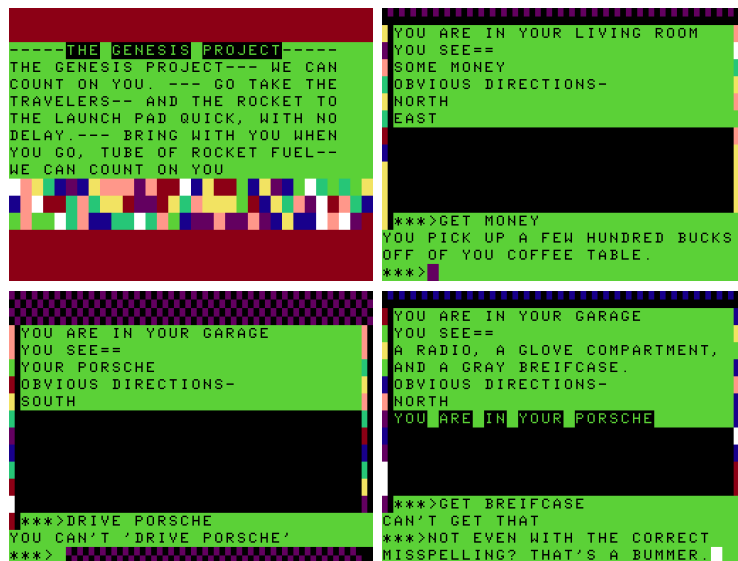 -----THE GENESIS PROJECT-----
THE GENESIS PROJECT--- WE CAN
COUNT ON YOU. --- GO TAKE THE
TRAVELERS-- AND THE ROCKET TO
THE LAUNCH PAD QUICK, WITH NO
DELAY.--- BRING WITH YOU WHEN
YOU GO, TUBE OF ROCKET FUEL--
WE CAN COUNT ON YOU
YOU ARE IN YOUR LIVING ROOM
YOU SEE==
SOME MONEY
OBVIOUS DIRECTIONS-
NORTH
EAST
***>GET MONEY
YOU PICK UP A FEW HUNDRED BUCKS
OFF OF YOU COFFEE TABLE.
***>
YOU ARE IN YOUR GARAGE
YOU SEE==
YOUR PORSCHE
OBVIOUS DIRECTIONS-
SOUTH
***>DRIVE PORSCHE
YOU CAN'T 'DRIVE PORSCHE'
***>
YOU ARE IN YOUR GARAGE
YOU SEE==
A RADIO, A GLOVE COMPARTMENT,
AND A GRAY BREIFCASE.
OBVIOUS DIRECTIONS-
NORTH
YOU ARE IN YOUR PORSCHE
***>GET BREIFCASE
CAN'T GET THAT
***>NOT EVEN WITH THE CORRECT
MISSPELLING? THAT'S A BUMMER.